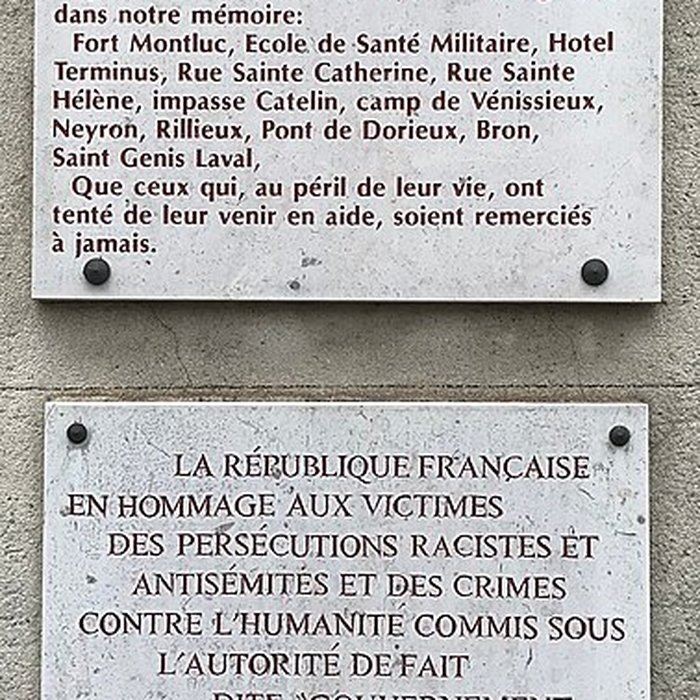 dans notre mémoire:
Fort Montluc, Ecole de Santé Militaire, Hotel
Terminus, Rue Sainte Catherine, Rue Sainte
Hélène, impasse Catelin, camp de Vénissieux,
Neyron, Rillieux, Pont de Dorieux, Bron,
Saint Genis Laval,
Que ceux qui, au péril de leur vie, ont
tenté de leur venir en aide, soient remerciés
à jamais.
LA RÉPUBLIQUE FRANÇAISE
EN HOMMAGE AUX VICTIMES
DES PERSÉCUTIONS RACISTES ET
ANTISÉMITES ET DES CRIMES
CONTRE L'HUMANITÉ COMMIS SOUS
L'AUTORITÉ DE FAIT
DITE "GOUVERNEMENT